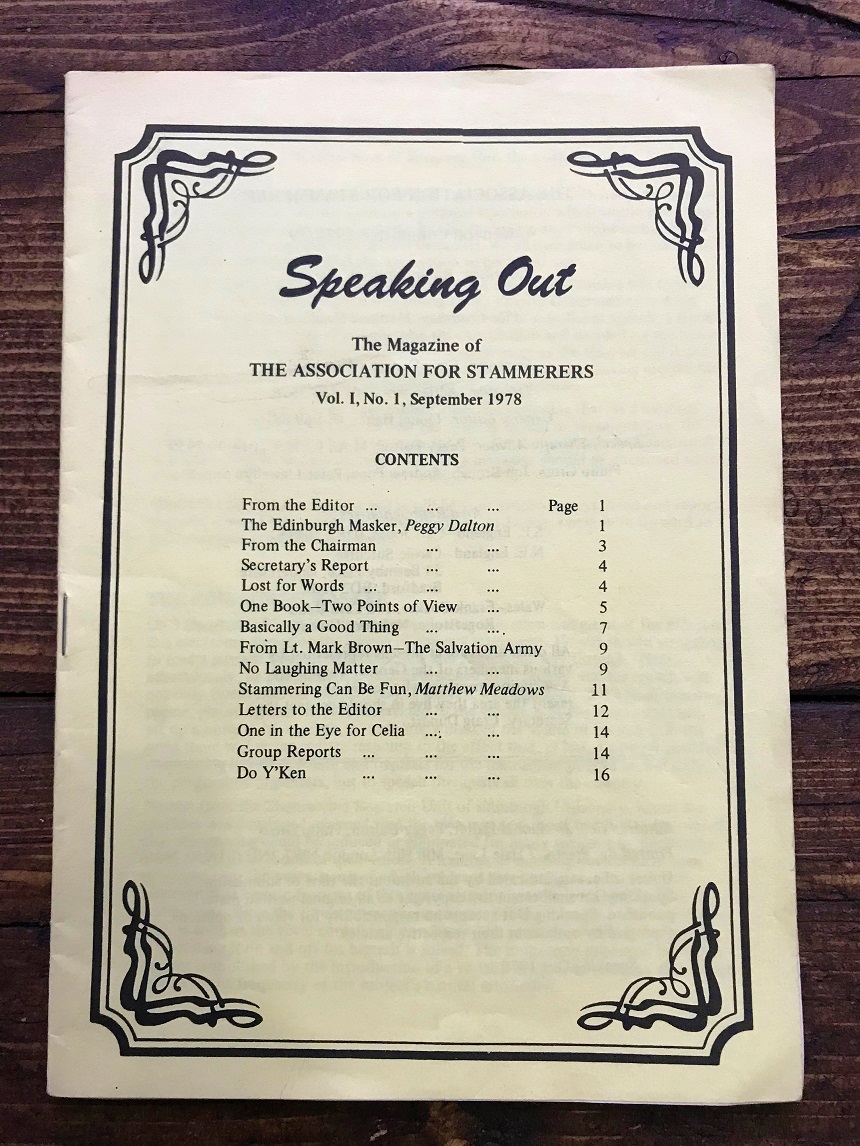 Speaking Out
The Magazine of
THE ASSOCIATION FOR STAMMERERS
Vol. I, No. 1, September 1978
CONTENTS
From the Editor ... ... ... Page 1
The Edinburgh Masker, Peggy Dalton 1
From the Chairman ... ... 3
Secretary's Report ... ... 4
Lost for Words ... ... ... 4
One Book—Two Points of View ... 5
Basically a Good Thing ... ... 7
From Lt. Mark Brown—The Salvation Army 9
No Laughing Matter ... ... 9
Stammering Can Be Fun, Matthew Meadows 11
Letters to the Editor ... ... 12
One in the Eye for Celia ... ... 14
Group Reports ... ... ... 14
Do Y'Ken ... ... ... 16